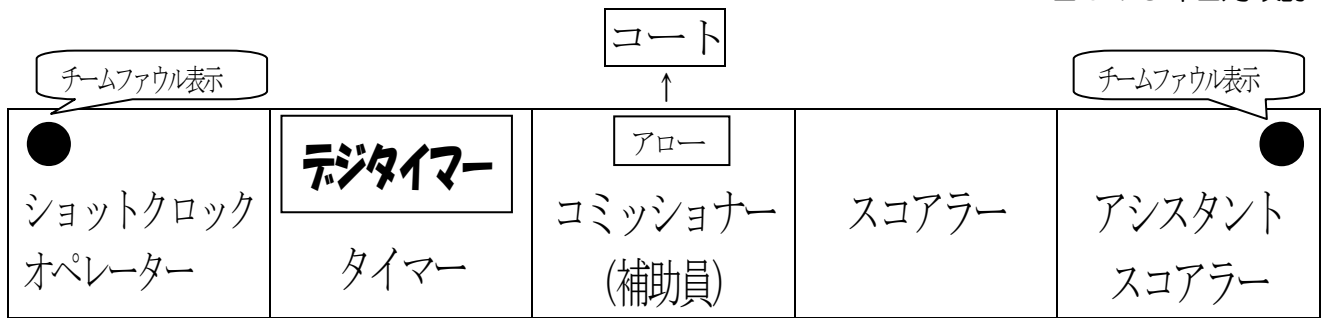 コート
チームファウル表示
チームファウル表示
↑
デジタイマー
アロー
ショットクロック
オペレーター
タイマー
コミッショナー
(補助員)
スコアラー
アシスタント
スコアラー